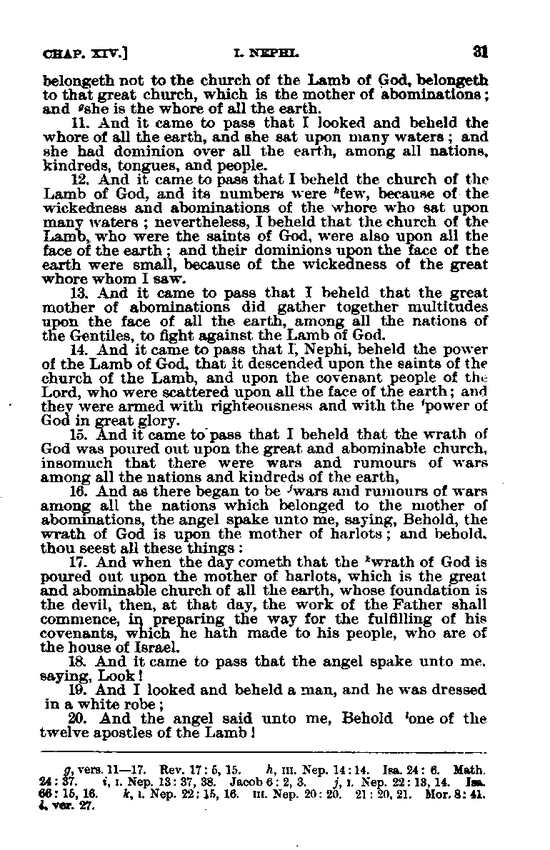 CHAP. XIV.] I. NEPHI. 31
belongeth not to the church of the Lamb of God, belongeth
to that great church, which is the mother of abominations;
and ᵍshe is the whore of all the earth.
11. And it came to pass that I looked and beheld the
whore of all the earth, and she sat upon many waters; and
she had dominion over all the earth, among all nations,
kindreds, tongues, and people.
12. And it came to pass that I beheld the church of the
Lamb of God, and its numbers were ʰfew, because of the
wickedness and abominations of the whore who sat upon
many waters; nevertheless, I beheld that the church of the
Lamb, who were the saints of God, were also upon all the
face of the earth; and their dominions upon the face of the
earth were small, because of the wickedness of the great
whore whom I saw.
13. And it came to pass that I beheld that the great
mother of abominations did gather together multitudes
upon the face of all the earth, among all the nations of
the Gentiles, to fight against the Lamb of God.
14. And it came to pass that I, Nephi, beheld the power
of the Lamb of God, that it descended upon the saints of the
church of the Lamb, and upon the covenant people of the
Lord, who were scattered upon all the face of the earth; and
they were armed with righteousness and with the ⁱpower of
God in great glory.
15. And it came to pass that I beheld that the wrath of
God was poured out upon the great and abominable church,
insomuch that there were wars and rumours of wars
among all the nations and kindreds of the earth,
16. And as there began to be ʲwars and rumours of wars
among all the nations which belonged to the mother of
abominations, the angel spake unto me, saying, Behold, the
wrath of God is upon the mother of harlots; and behold,
thou seest all these things:
17. And when the day cometh that the ᵏwrath of God is
poured out upon the mother of harlots, which is the great
and abominable church of all the earth, whose foundation is
the devil, then, at that day, the work of the Father shall
commence, in preparing the way for the fulfilling of his
covenants, which he hath made to his people, who are of
the house of Israel.
18. And it came to pass that the angel spake unto me,
saying, Look!
19. And I looked and beheld a man, and he was dressed
in a white robe;
20. And the angel said unto me, Behold ˡone of the
twelve apostles of the Lamb!
g, vers. 11—17. Rev. 17: 5, 15. h, III. Nep. 14:14. Isa. 24: 6. Math.
24: 37. i, I. Nep. 13: 37, 38. Jacob 6: 2, 3. j, I. Nep. 22: 13, 14. Isa.
66: 15, 16. k, I. Nep. 22: 15, 16. III. Nep. 20: 20. 21: 20, 21. Mor. 8: 41.
l, ver. 27.